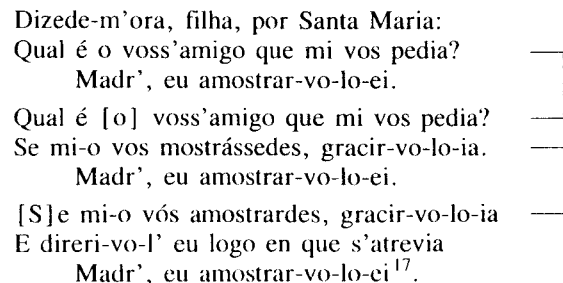 Dizede-m'ora, filha, por Santa Maria:
Qual é o voss'amigo que mi vos pedia?
Madr', eu amostrar-vo-lo-ei.
Qual é [o] voss'amigo que mi vos pedia?
Se mi-o vos mostrássedes, gracir-vo-lo-ia.
Madr', eu amostrar-vo-lo-ei.
[S]e mi-o vós amostrardes, gracir-vo-lo-ia
E direri-vo-l' eu logo en que s'atrevia
Madr', eu amostrar-vo-lo-ei 17.